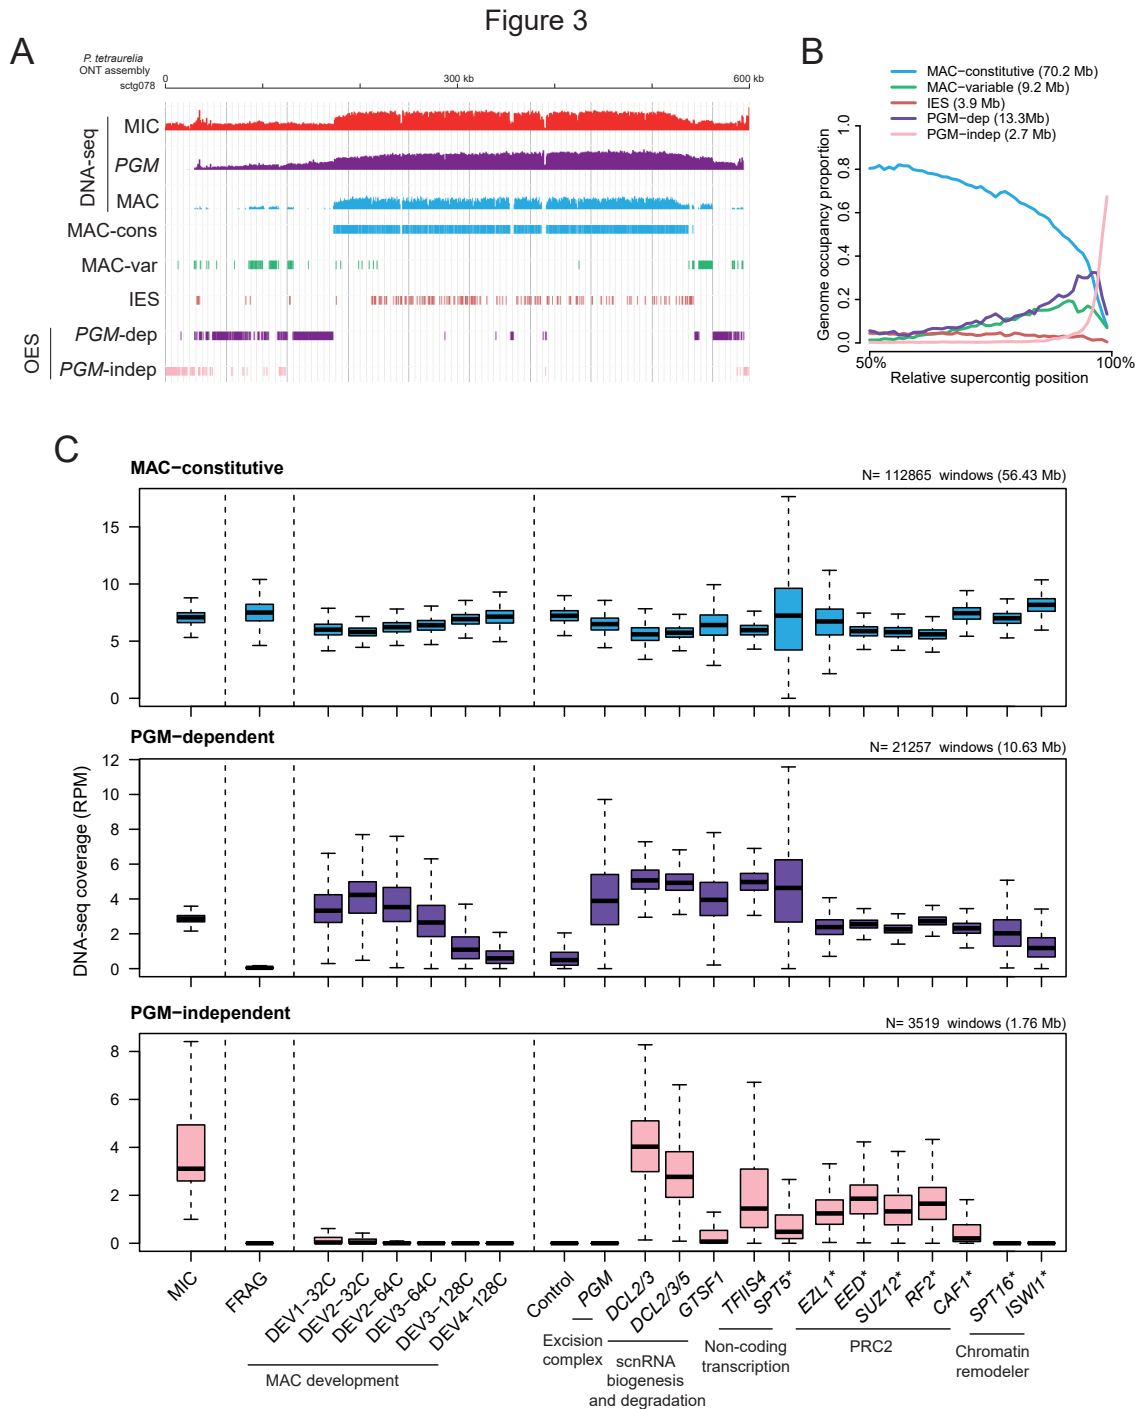 Figure 3
A
P. tetraurelia
ONT assembly
sctg078
0
300 kb
600 kb
DNA-seq
MIC
PGM
MAC
MAC-cons
MAC-var
IES
OES
PGM-dep
PGM-indep
B
MAC−constitutive (70.2 Mb)
MAC−variable (9.2 Mb)
IES (3.9 Mb)
PGM−dep (13.3Mb)
PGM−indep (2.7 Mb)
Genome occupancy proportion
1.0
0.8
0.6
0.4
0.2
0.0
50%
100%
Relative supercontig position
C
MAC−constitutive
N= 112865 windows (56.43 Mb)
15
10
5
0
PGM−dependent
N= 21257 windows (10.63 Mb)
DNA−seq coverage (RPM)
12
10
8
6
4
2
0
PGM−independent
N= 3519 windows (1.76 Mb)
8
6
4
2
0
MIC
FRAG
DEV1−32C
DEV2−32C
DEV2−64C
DEV3−64C
DEV3−128C
DEV4−128C
Control
PGM
DCL2/3
DCL2/3/5
GTSF1
TFIIS4
SPT5*
EZL1*
EED*
SUZ12*
RF2*
CAF1*
SPT16*
ISWI1*
MAC development
Excision
complex
scnRNA
biogenesis
and degradation
Non-coding
transcription
PRC2
Chromatin
remodeler